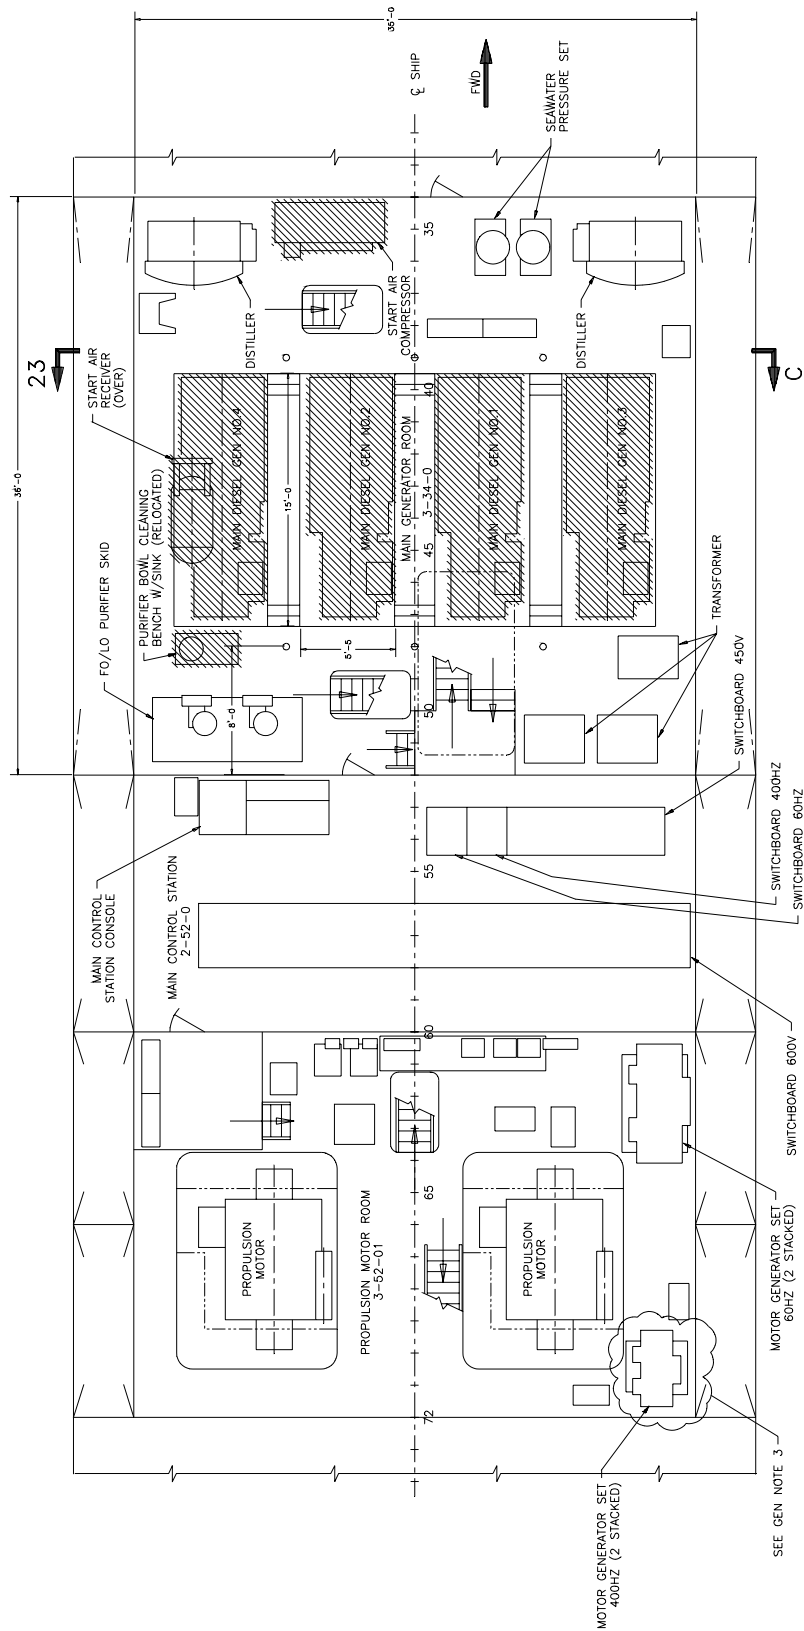 35'-0
℄ SHIP
FWD
SEAWATER
PRESSURE SET
36'-0
35
DISTILLER
START AIR
COMPRESSOR
DISTILLER
23
C
START AIR
RECEIVER
(OVER)
40
MAIN DIESEL GEN NO.4
MAIN DIESEL GEN NO.2
MAIN GENERATOR ROOM
3-34-0
MAIN DIESEL GEN NO.1
MAIN DIESEL GEN NO.3
15'-0
45
PURIFIER BOWL CLEANING
BENCH W/SINK (RELOCATED)
FO/LO PURIFIER SKID
8'-0
5'-5
50
TRANSFORMER
SWITCHBOARD 450V
SWITCHBOARD 400HZ
SWITCHBOARD 60HZ
MAIN CONTROL
STATION CONSOLE
MAIN CONTROL STATION
2-52-0
55
60
SWITCHBOARD 600V
65
PROPULSION
MOTOR
PROPULSION MOTOR ROOM
3-52-01
PROPULSION
MOTOR
MOTOR GENERATOR SET
60HZ (2 STACKED)
72
MOTOR GENERATOR SET
400HZ (2 STACKED)
SEE GEN NOTE 3